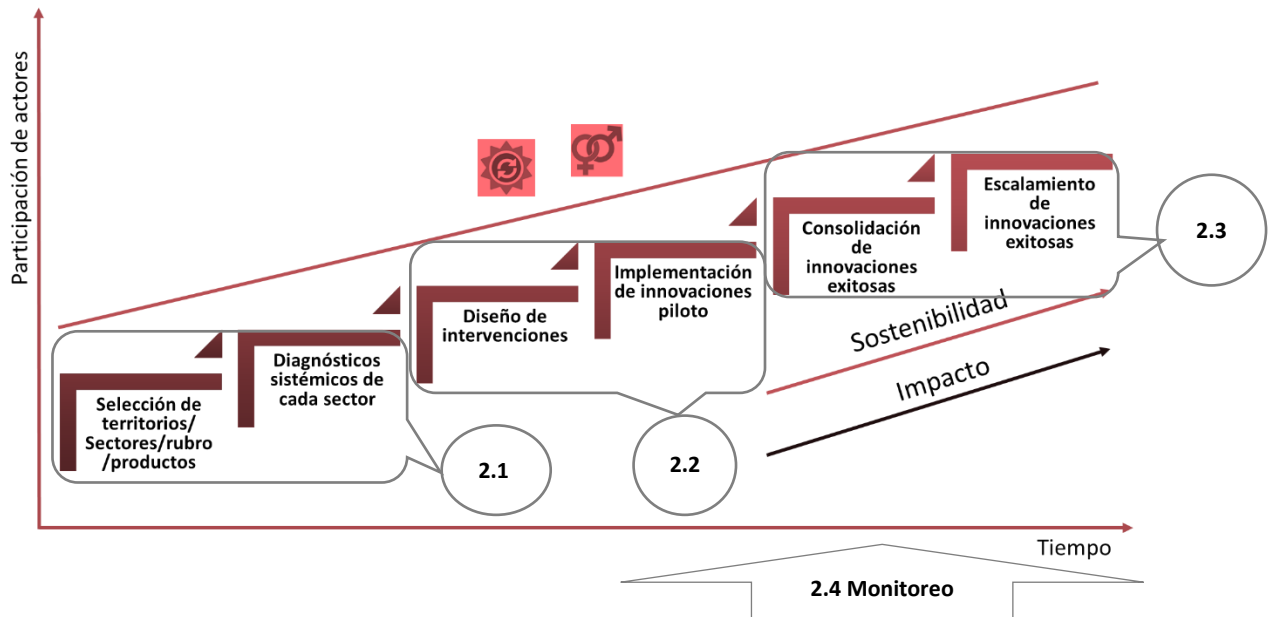 Participación de actores
Selección de
territorios/
Sectores/rubro
/productos
Diagnósticos
sistémicos de
cada sector
2.1
Diseño de
intervenciones
Implementación
de innovaciones
piloto
2.2
Consolidación
de
innovaciones
exitosas
Escalamiento
de
innovaciones
exitosas
2.3
Sostenibilidad
Impacto
Tiempo
2.4 Monitoreo